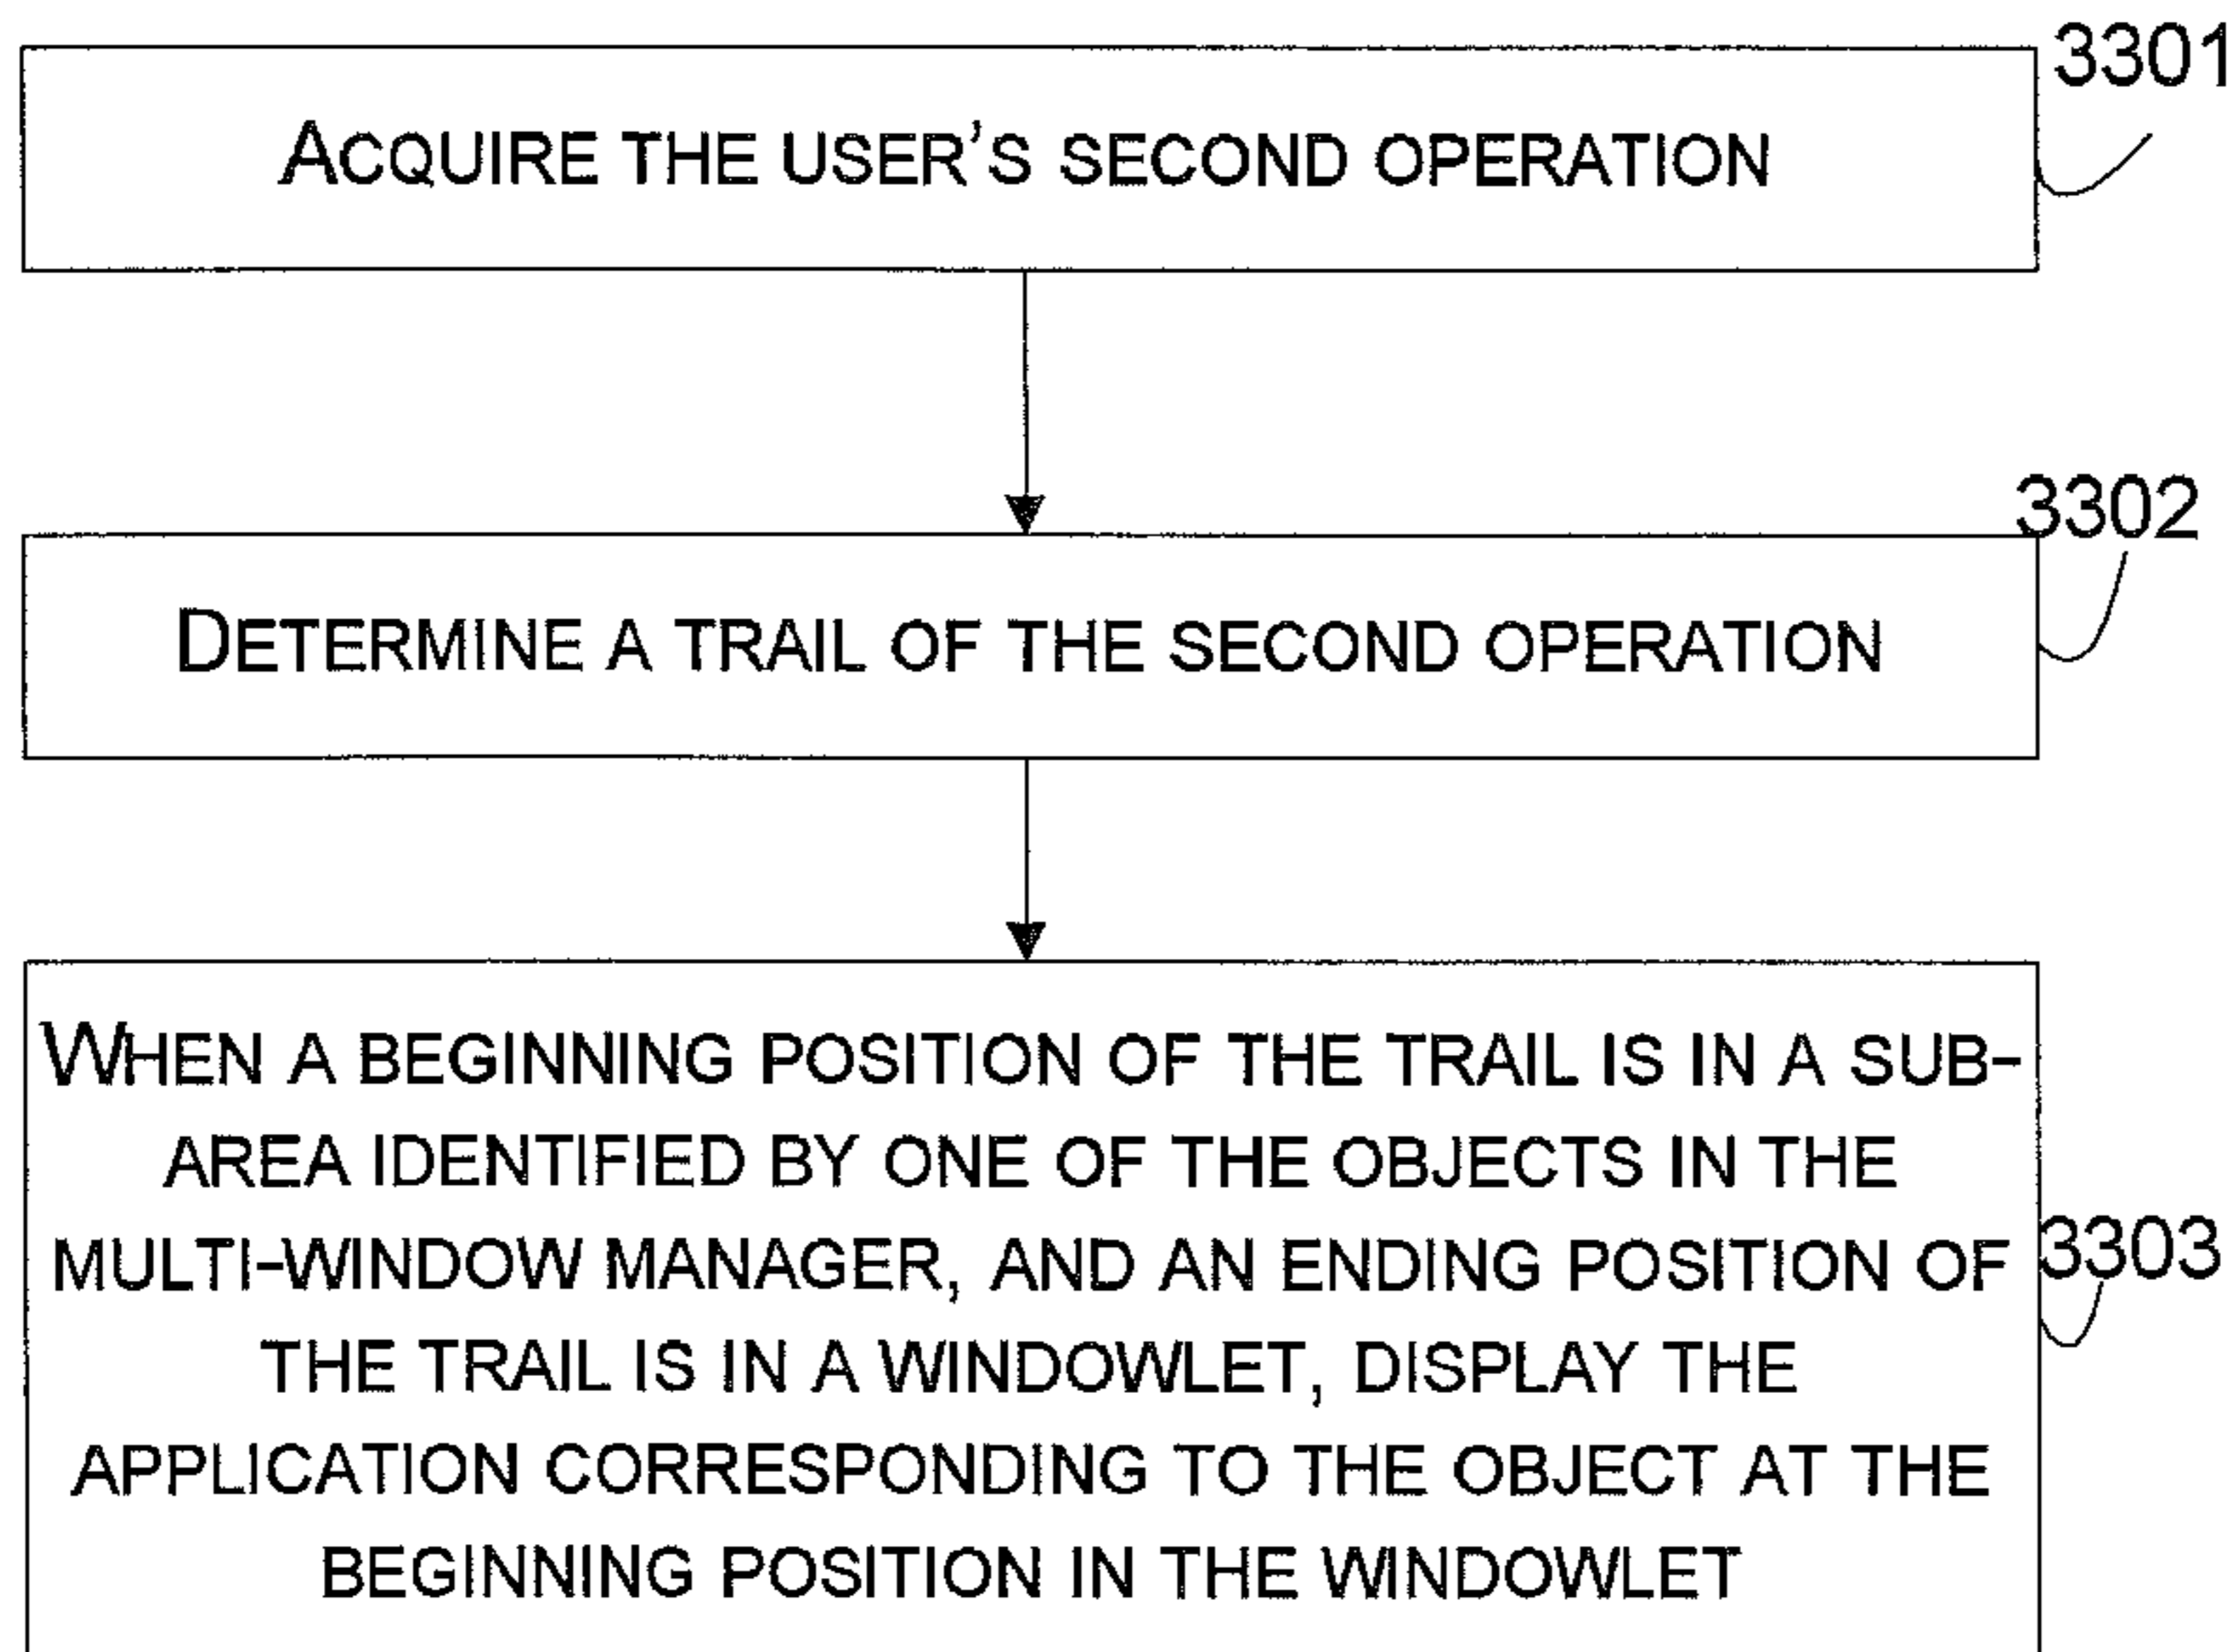 3301
ACQUIRE THE USER'S SECOND OPERATION
3302
DETERMINE A TRAIL OF THE SECOND OPERATION
WHEN A BEGINNING POSITION OF THE TRAIL IS IN A SUB-
AREA IDENTIFIED BY ONE OF THE OBJECTS IN THE
MULTI-WINDOW MANAGER, AND AN ENDING POSITION OF
3303
THE TRAIL IS IN A WINDOWLET, DISPLAY THE
APPLICATION CORRESPONDING TO THE OBJECT AT THE
BEGINNING POSITION IN THE WINDOWLET